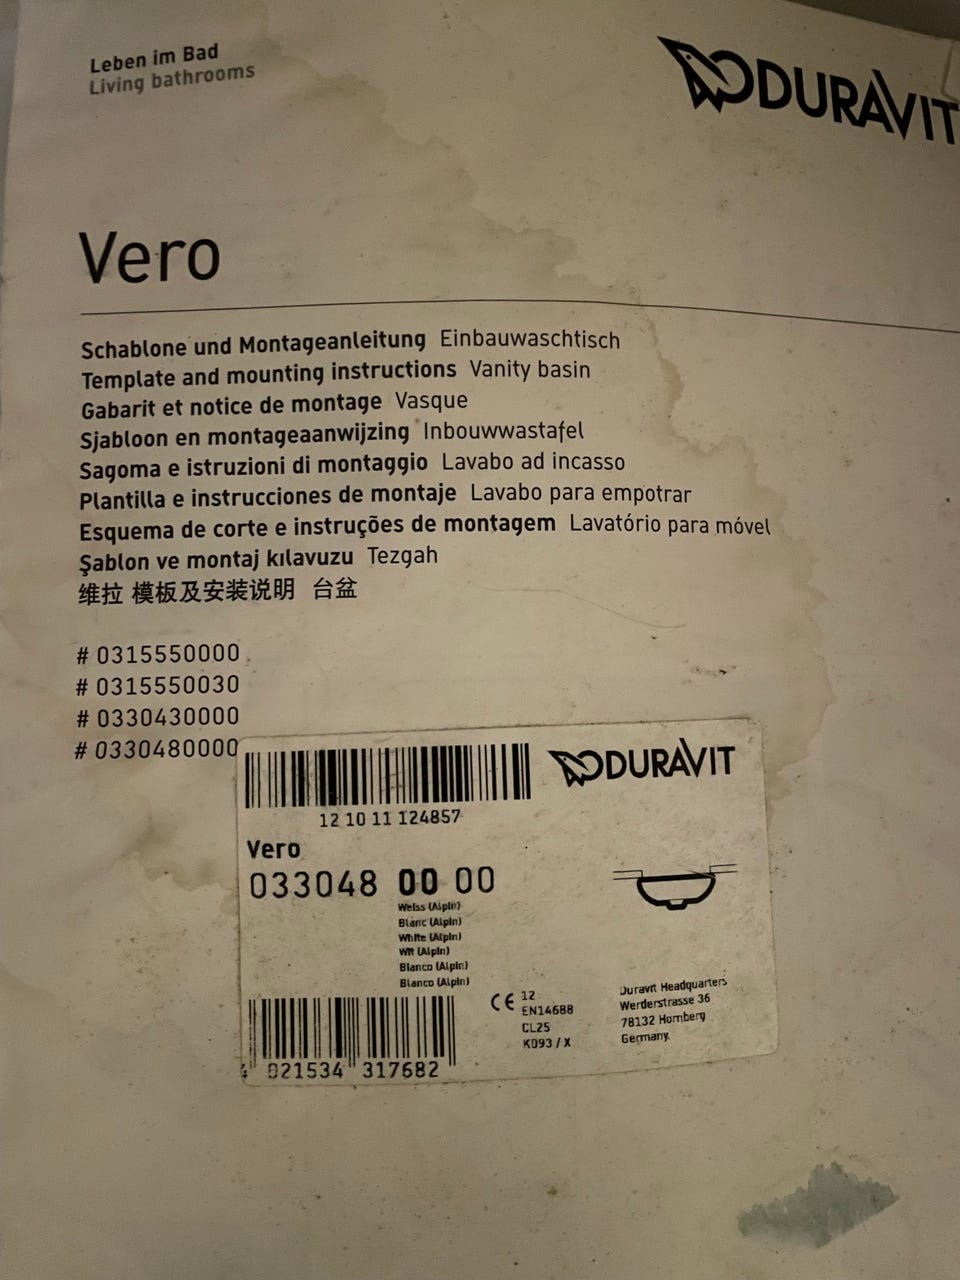 Leben im Bad
Living bathrooms
DURAVIT
Vero
Schablone und Montageanleitung Einbauwaschtisch
Template and mounting instructions Vanity basin
Gabarit et notice de montage Vasque
Sjabloon en montageaanwijzing Inbouwwastafel
Sagoma e istruzioni di montaggio Lavabo ad incasso
Plantilla e instrucciones de montaje Lavabo para empotrar
Esquema de corte e instruções de montagem Lavatório para móvel
Şablon ve montaj kılavuzu Tezgah
维拉 模板及安装说明 台盆
# 0315550000
# 0315550030
# 0330430000
# 0330480000
DURAVIT
12 10 11 124857
Vero
033048 00 00
Weiss (Alpin)
Blanc (Alpin)
White (Alpin)
Wit (Alpin)
Blanco (Alpin)
Blanco (Alpin)
CE 12
EN14688
CL25
K093 / X
Duravit Headquarters
Werderstrasse 36
78132 Hornberg
Germany
4 021534 317682